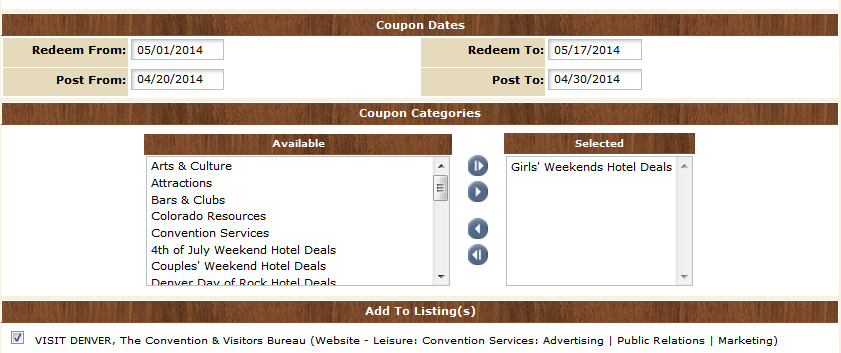 Coupon Dates
Redeem From: 05/01/2014 Redeem To: 05/17/2014
Post From: 04/20/2014 Post To: 04/30/2014
Coupon Categories
Available
Arts & Culture
Attractions
Bars & Clubs
Colorado Resources
Convention Services
4th of July Weekend Hotel Deals
Couples' Weekend Hotel Deals
Denver Day of Rock Hotel Deals
Selected
Girls' Weekends Hotel Deals
Add To Listing(s)
VISIT DENVER, The Convention & Visitors Bureau (Website - Leisure: Convention Services: Advertising | Public Relations | Marketing)